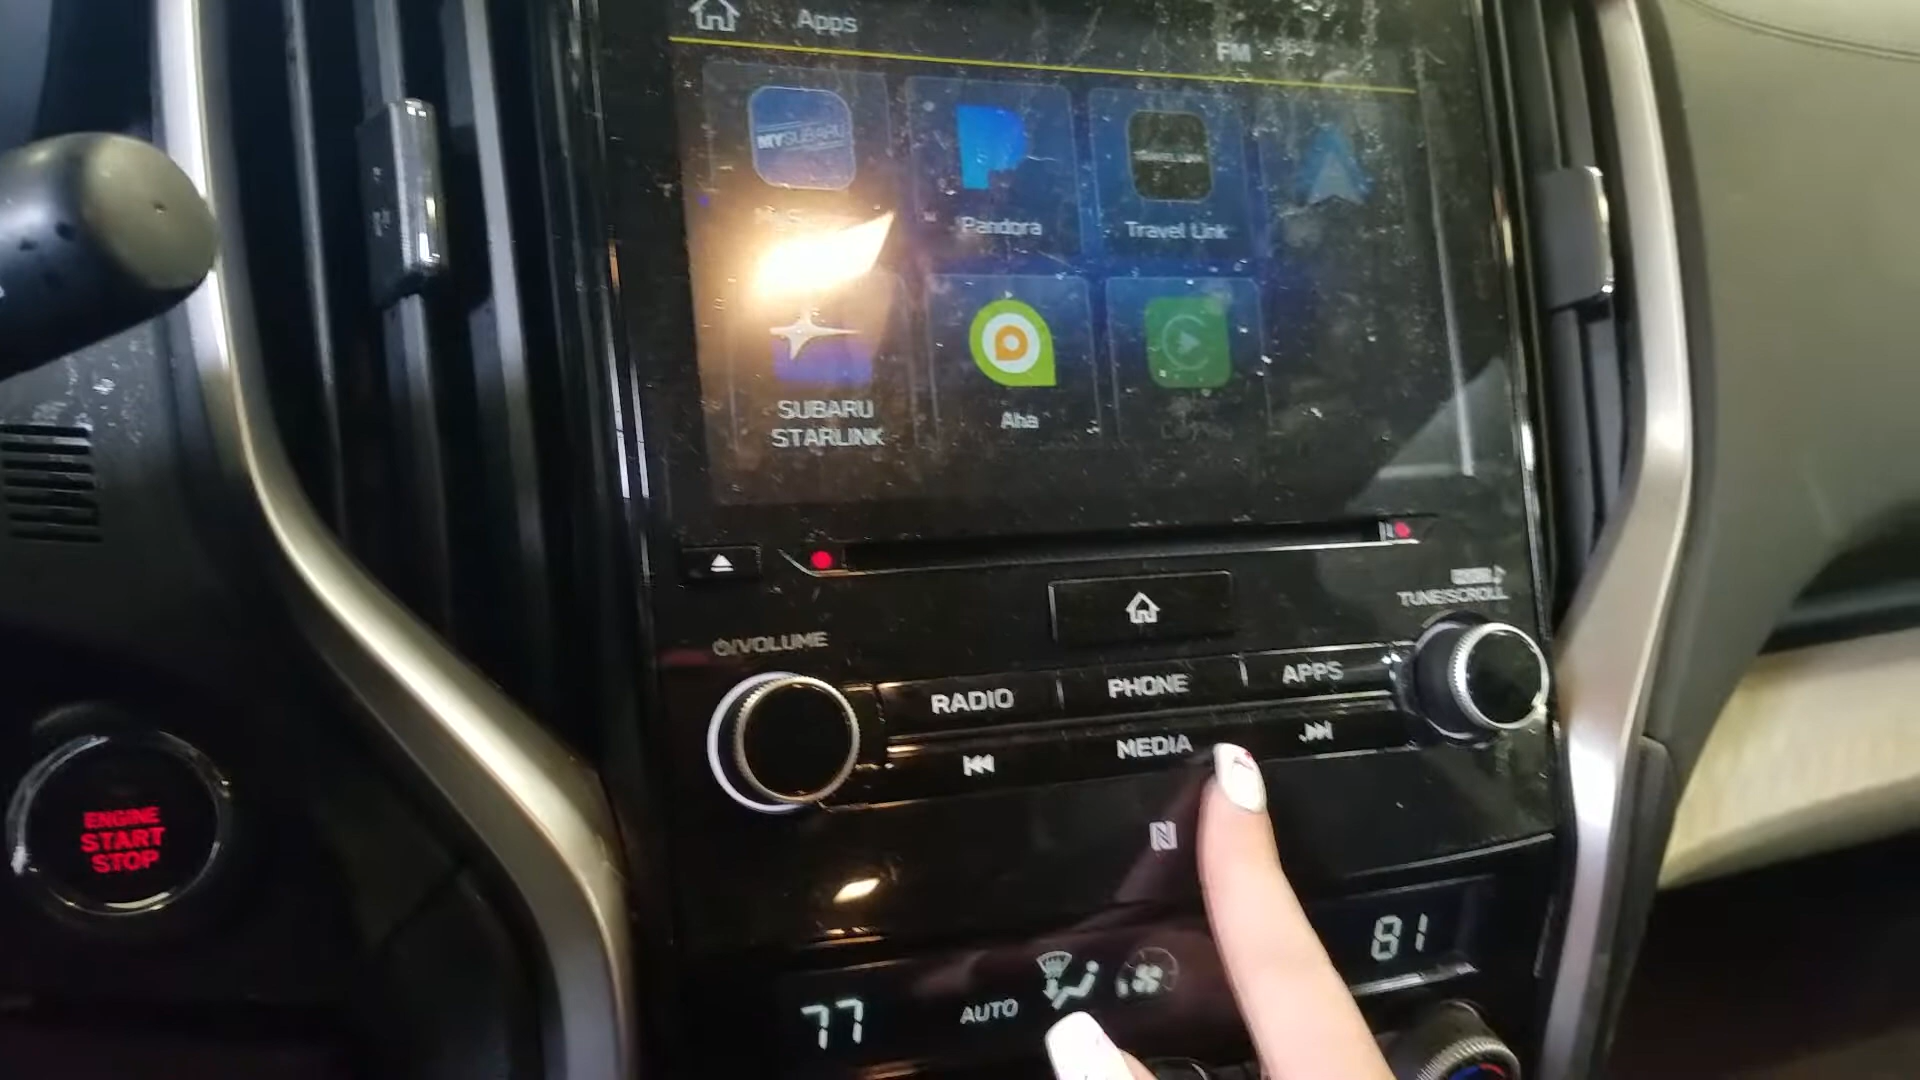 Apps
FM
MYSUBARU
Pandora
Travel Link
SUBARU
STARLINK
Aha
TUNE/SCROLL
/VOLUME
RADIO
PHONE
APPS
MEDIA
ENGINE
START
STOP
81
77
AUTO